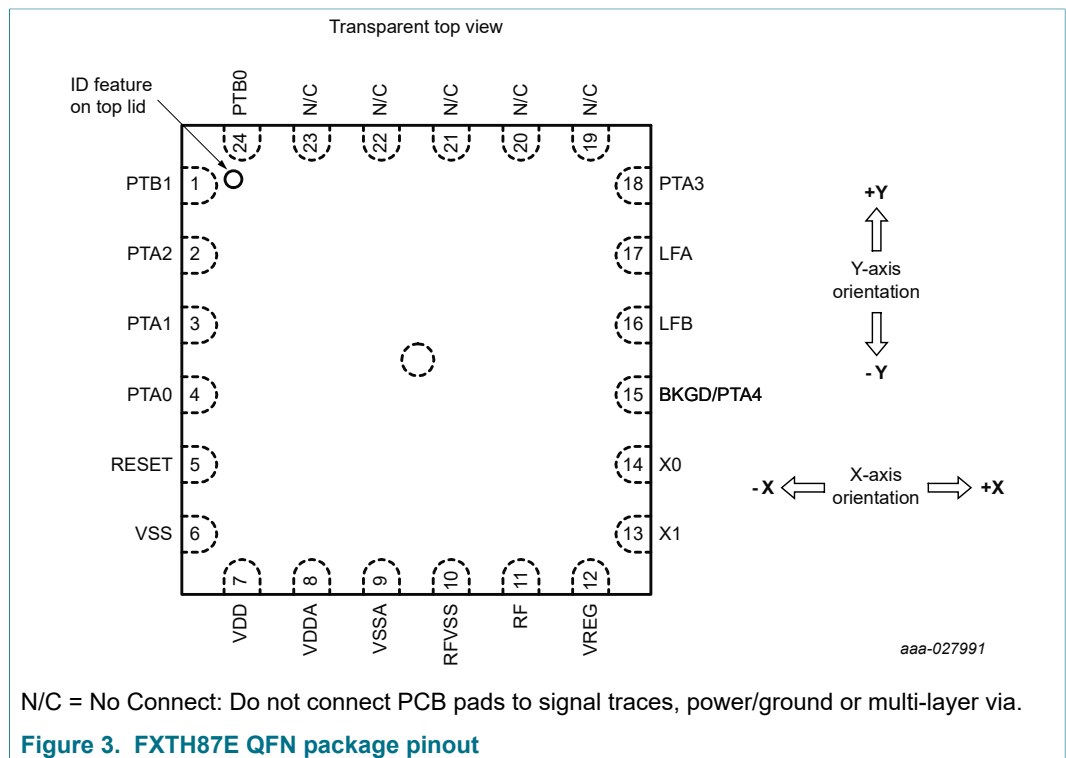 Transparent top view
ID feature
on top lid
PTB0
N/C
N/C
N/C
N/C
N/C
24
23
22
21
20
19
PTB1 1
PTA2 2
PTA1 3
PTA0 4
RESET 5
VSS 6
18 PTA3
17 LFA
16 LFB
15 BKGD/PTA4
14 X0
13 X1
7
8
9
10
11
12
VDD
VDDA
VSSA
RFVSS
RF
VREG
+Y
Y-axis
orientation
- Y
- X
X-axis
orientation
+X
aaa-027991
N/C = No Connect: Do not connect PCB pads to signal traces, power/ground or multi-layer via.
Figure 3. FXTH87E QFN package pinout